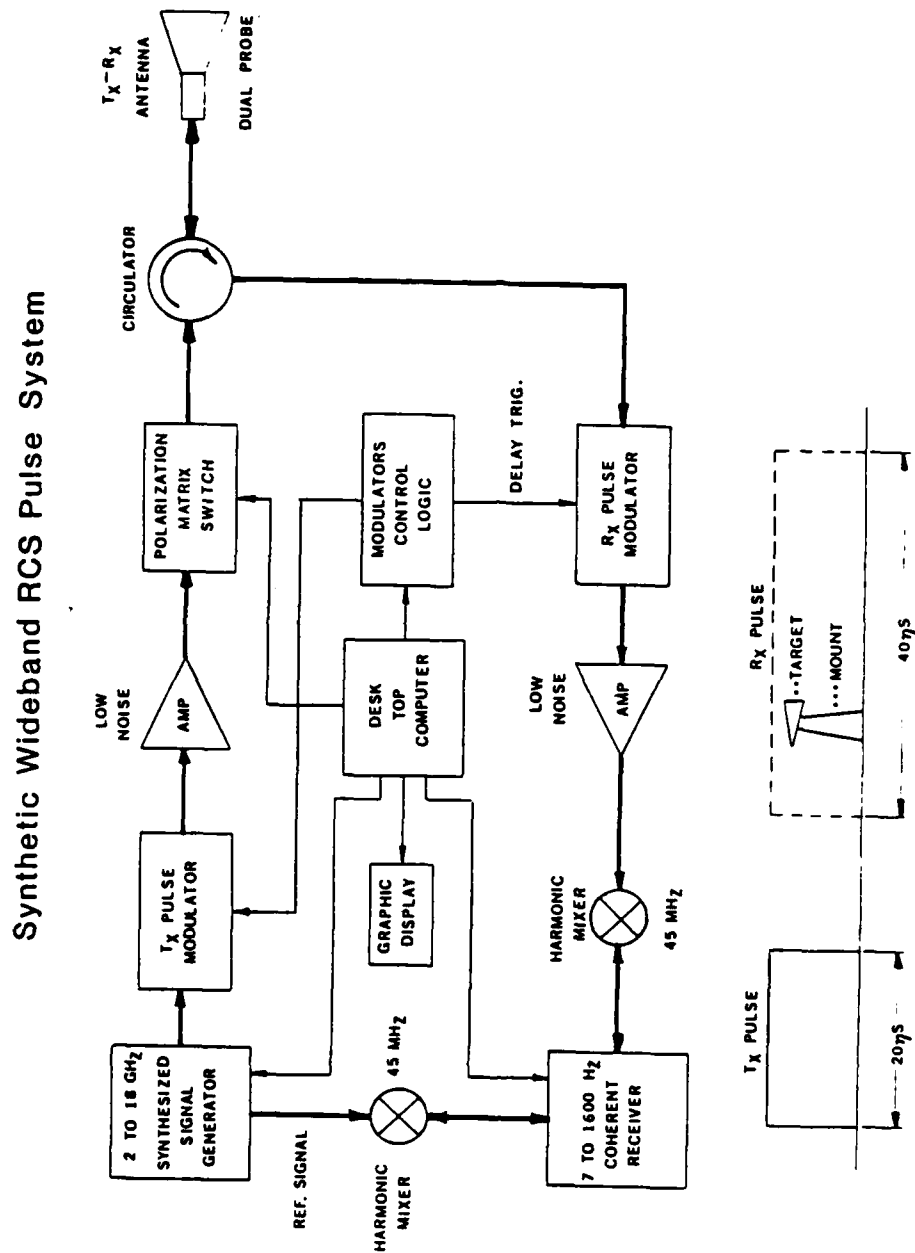 Synthetic Wideband RCS Pulse System
2 TO 18 GHZ
SYNTHESIZED
SIGNAL
GENERATOR
TX PULSE
MODULATOR
LOW
NOISE
AMP
POLARIZATION
MATRIX
SWITCH
CIRCULATOR
TX-RX
ANTENNA
DUAL PROBE
REF. SIGNAL
HARMONIC
MIXER
45 MHZ
GRAPHIC
DISPLAY
DESK
TOP
COMPUTER
MODULATORS
CONTROL
LOGIC
DELAY TRIG.
7 TO 1600 HZ
COHERENT
RECEIVER
HARMONIC
MIXER
45 MHZ
LOW
NOISE
AMP
RX PULSE
MODULATOR
TX PULSE
20ηS
RX PULSE
··TARGET
···MOUNT
40ηS